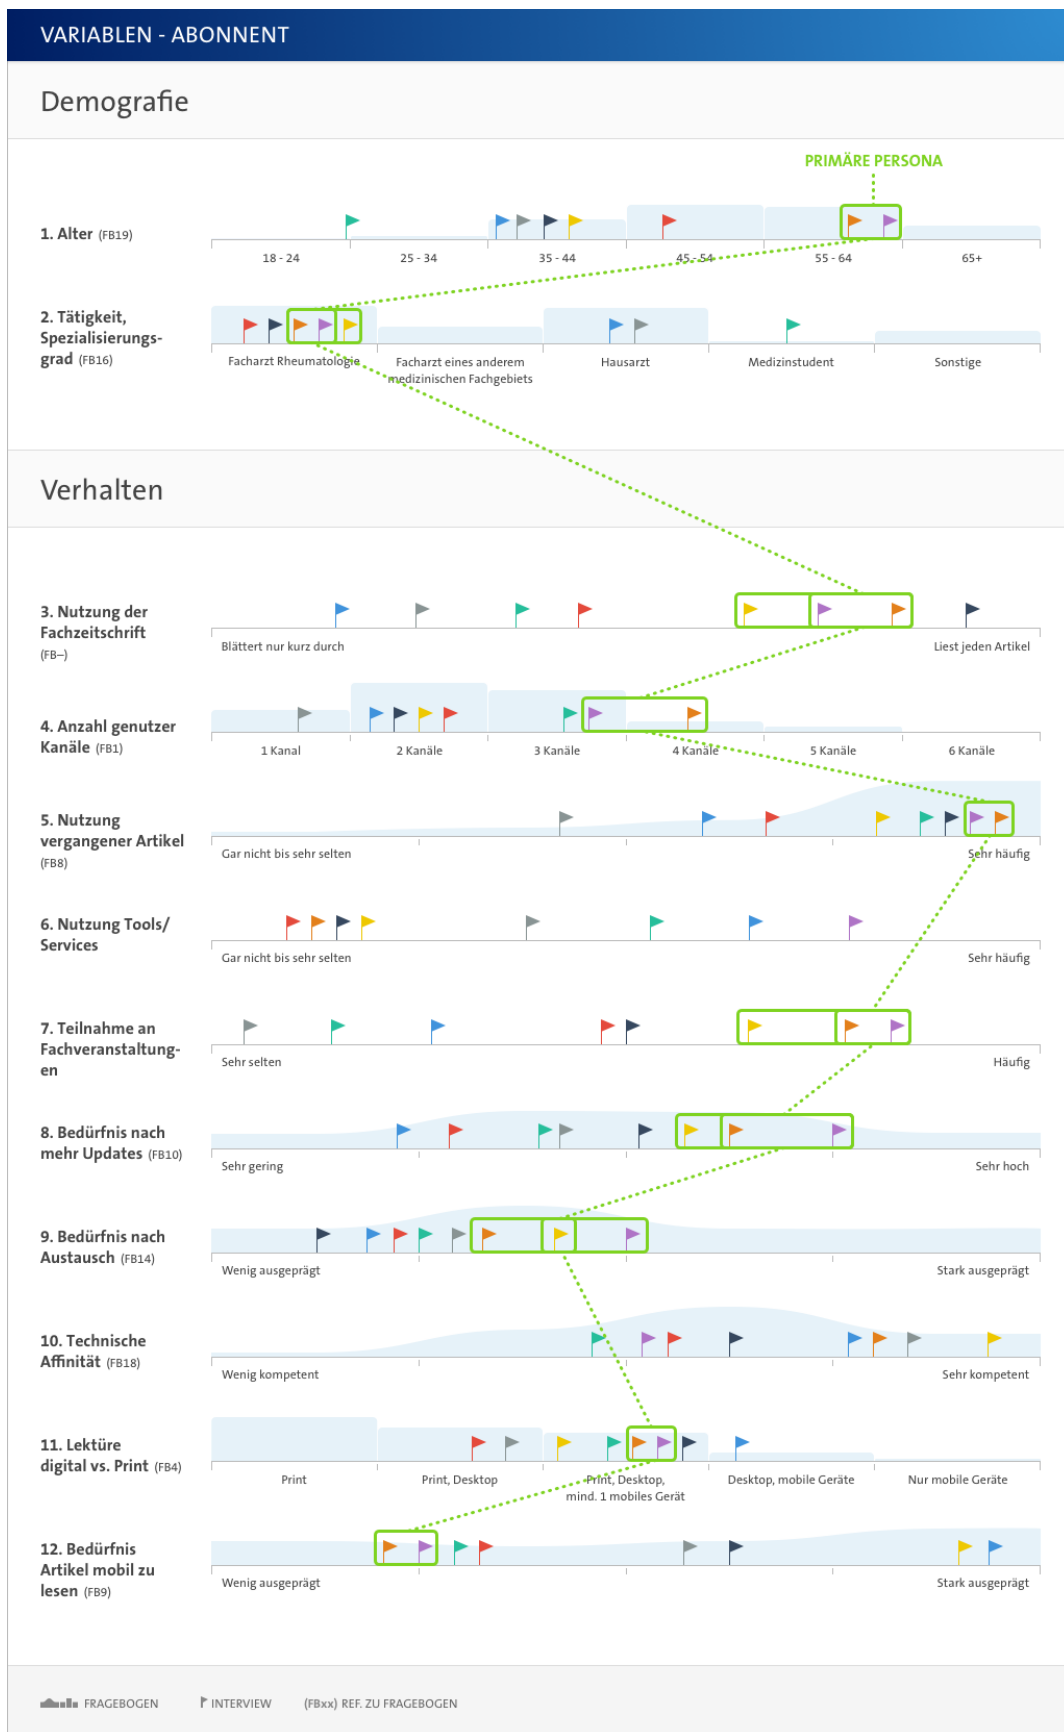 VARIABLEN - ABONNENT
Demografie
PRIMÄRE PERSONA
1. Alter (FB19)
18 - 24
25 - 34
35 - 44
45 - 54
55 - 64
65+
2. Tätigkeit,
Spezialisierungs-
grad (FB16)
Facharzt Rheumatologie
Facharzt eines anderem
medizinischen Fachgebiets
Hausarzt
Medizinstudent
Sonstige
Verhalten
3. Nutzung der
Fachzeitschrift
(FB–)
Blättert nur kurz durch
Liest jeden Artikel
4. Anzahl genutzer
Kanäle (FB1)
1 Kanal
2 Kanäle
3 Kanäle
4 Kanäle
5 Kanäle
6 Kanäle
5. Nutzung
vergangener Artikel
(FB8)
Gar nicht bis sehr selten
Sehr häufig
6. Nutzung Tools/
Services
Gar nicht bis sehr selten
Sehr häufig
7. Teilnahme an
Fachveranstaltung-
en
Sehr selten
Häufig
8. Bedürfnis nach
mehr Updates (FB10)
Sehr gering
Sehr hoch
9. Bedürfnis nach
Austausch (FB14)
Wenig ausgeprägt
Stark ausgeprägt
10. Technische
Affinität (FB18)
Wenig kompetent
Sehr kompetent
11. Lektüre
digital vs. Print (FB4)
Print
Print, Desktop
Print, Desktop,
mind. 1 mobiles Gerät
Desktop, mobile Geräte
Nur mobile Geräte
12. Bedürfnis
Artikel mobil zu
lesen (FB9)
Wenig ausgeprägt
Stark ausgeprägt
FRAGEBOGEN
INTERVIEW
(FBxx) REF. ZU FRAGEBOGEN